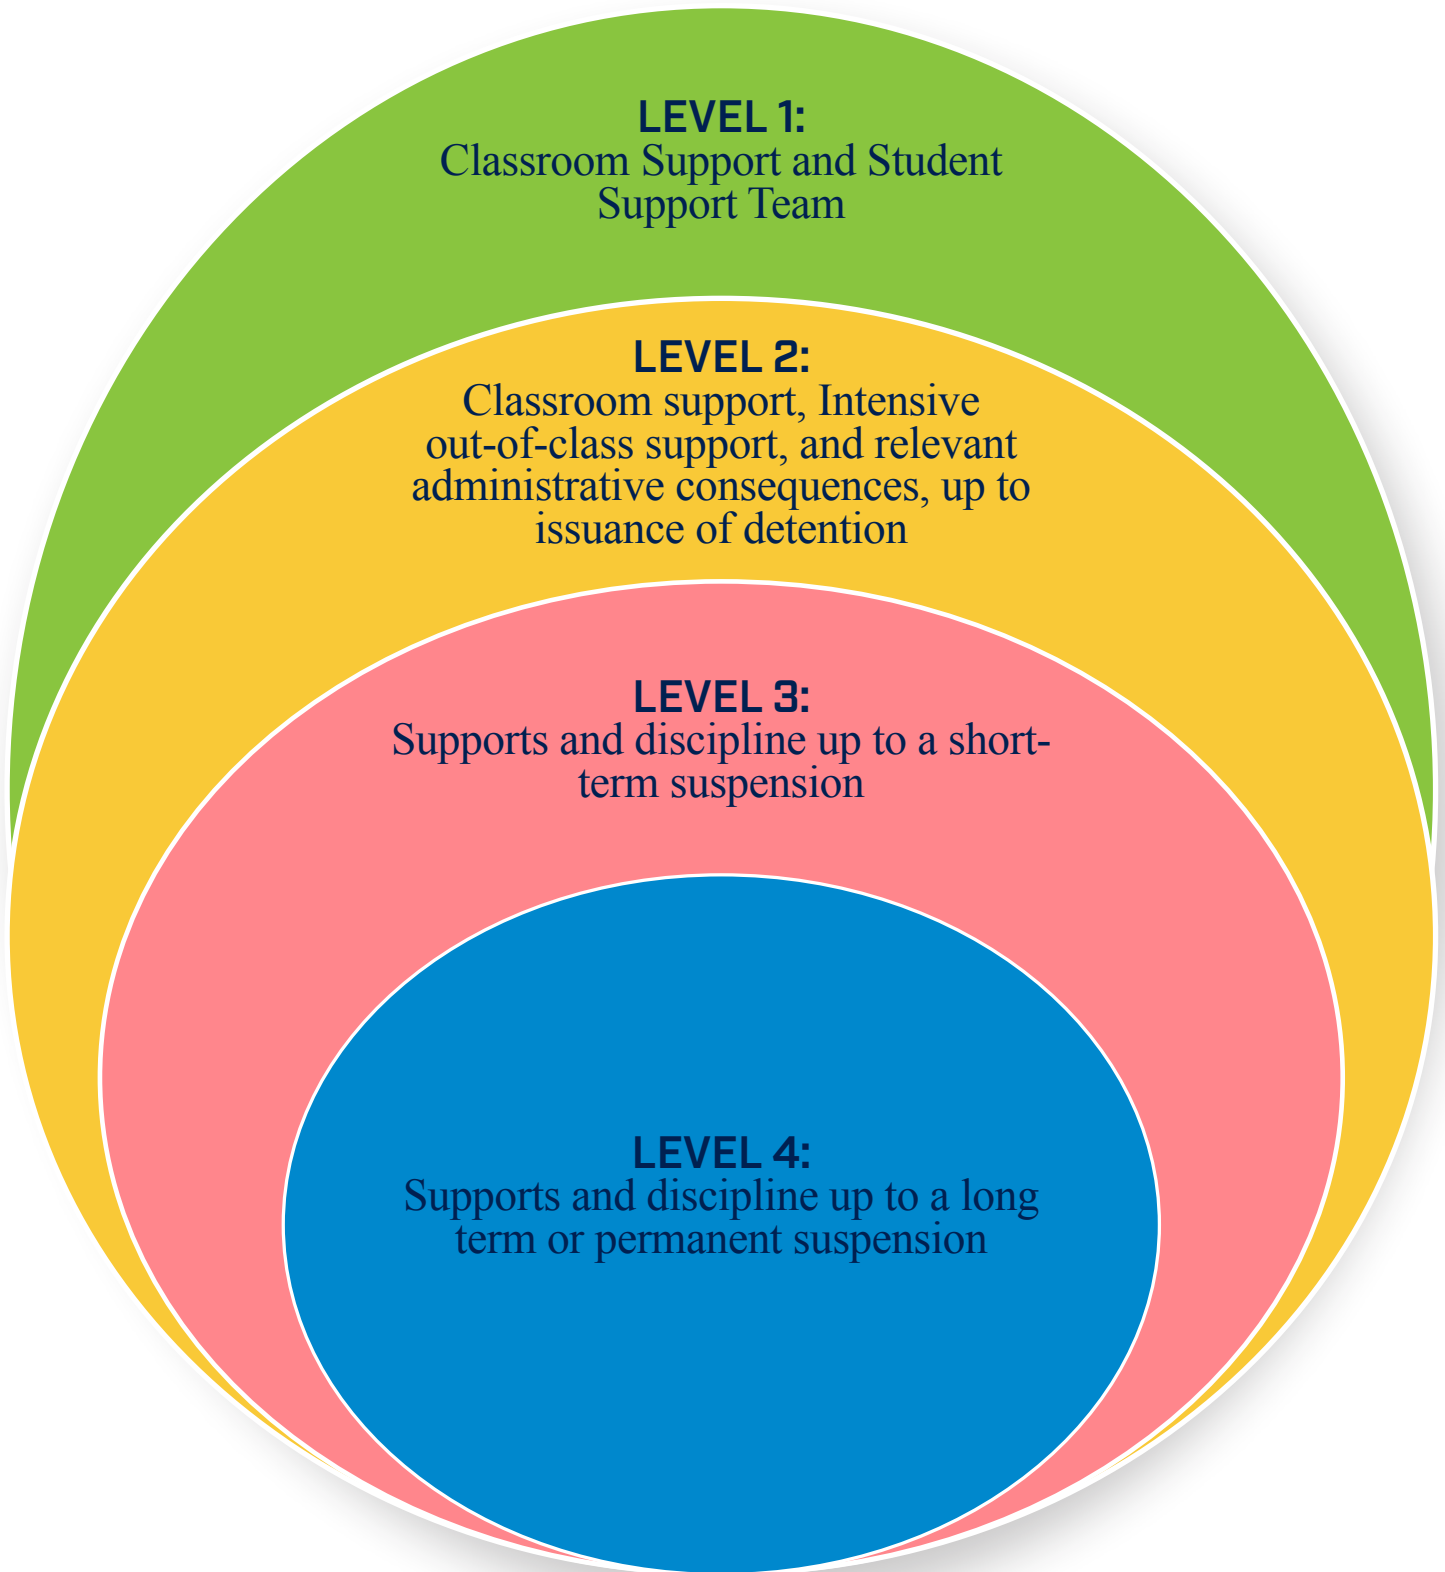 LEVEL 1:
Classroom Support and Student
Support Team
LEVEL 2:
Classroom support, Intensive
out-of-class support, and relevant
administrative consequences, up to
issuance of detention
LEVEL 3:
Supports and discipline up to a short-
term suspension
LEVEL 4:
Supports and discipline up to a long
term or permanent suspension